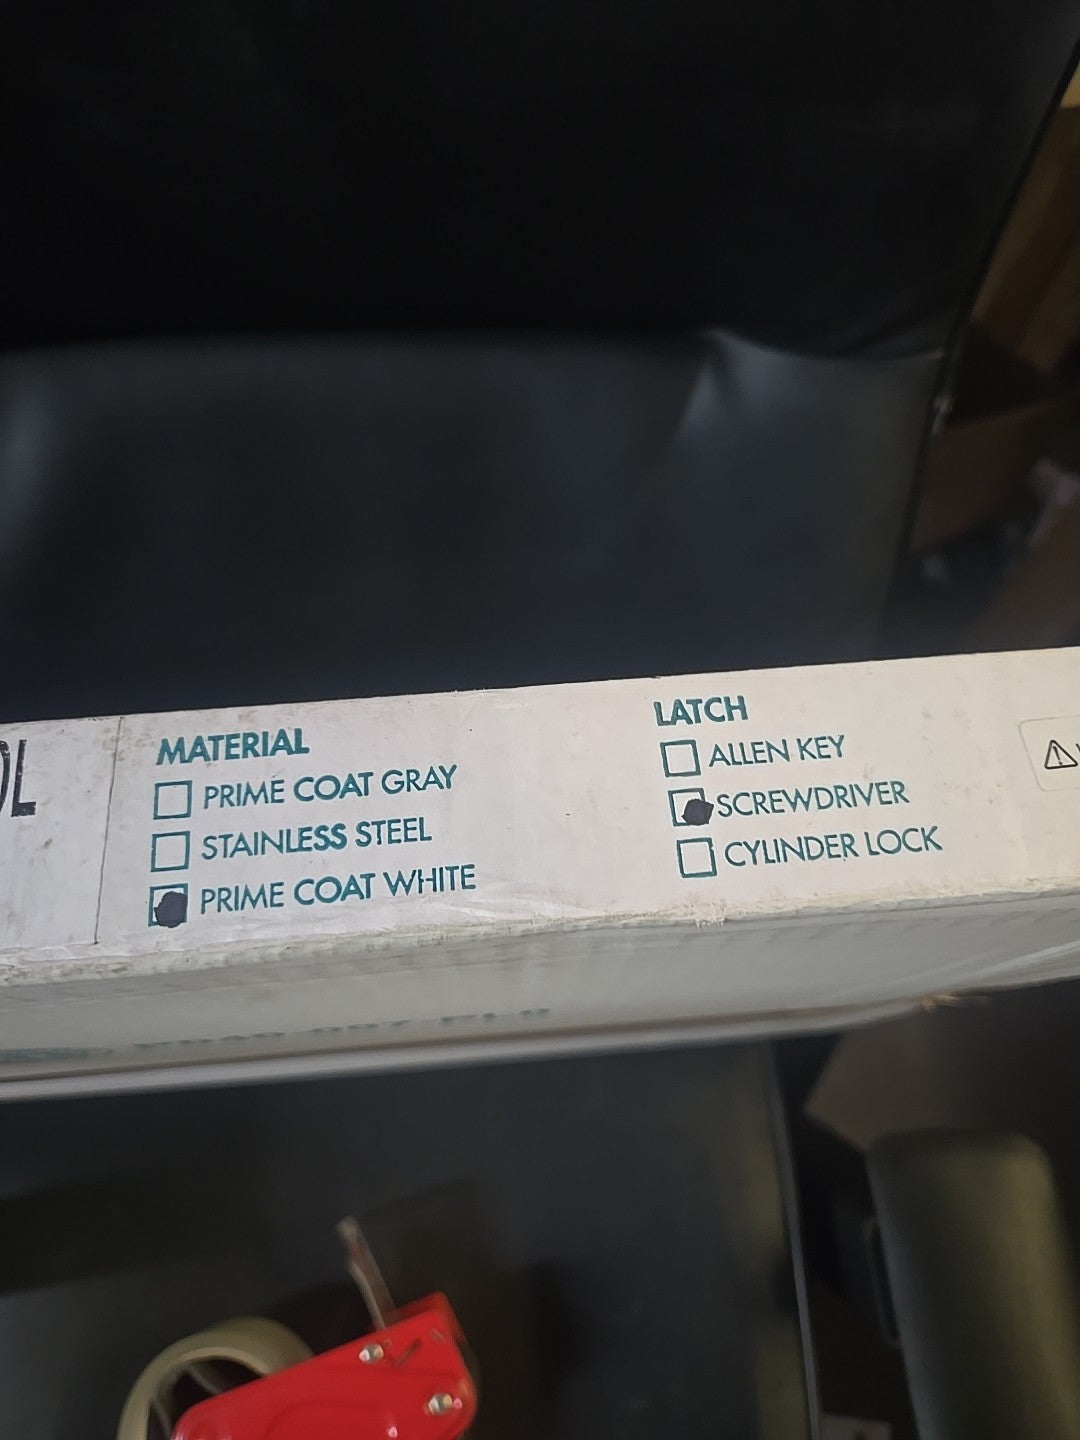 MATERIAL
PRIME COAT GRAY
STAINLESS STEEL
PRIME COAT WHITE
LATCH
ALLEN KEY
SCREWDRIVER
CYLINDER LOCK